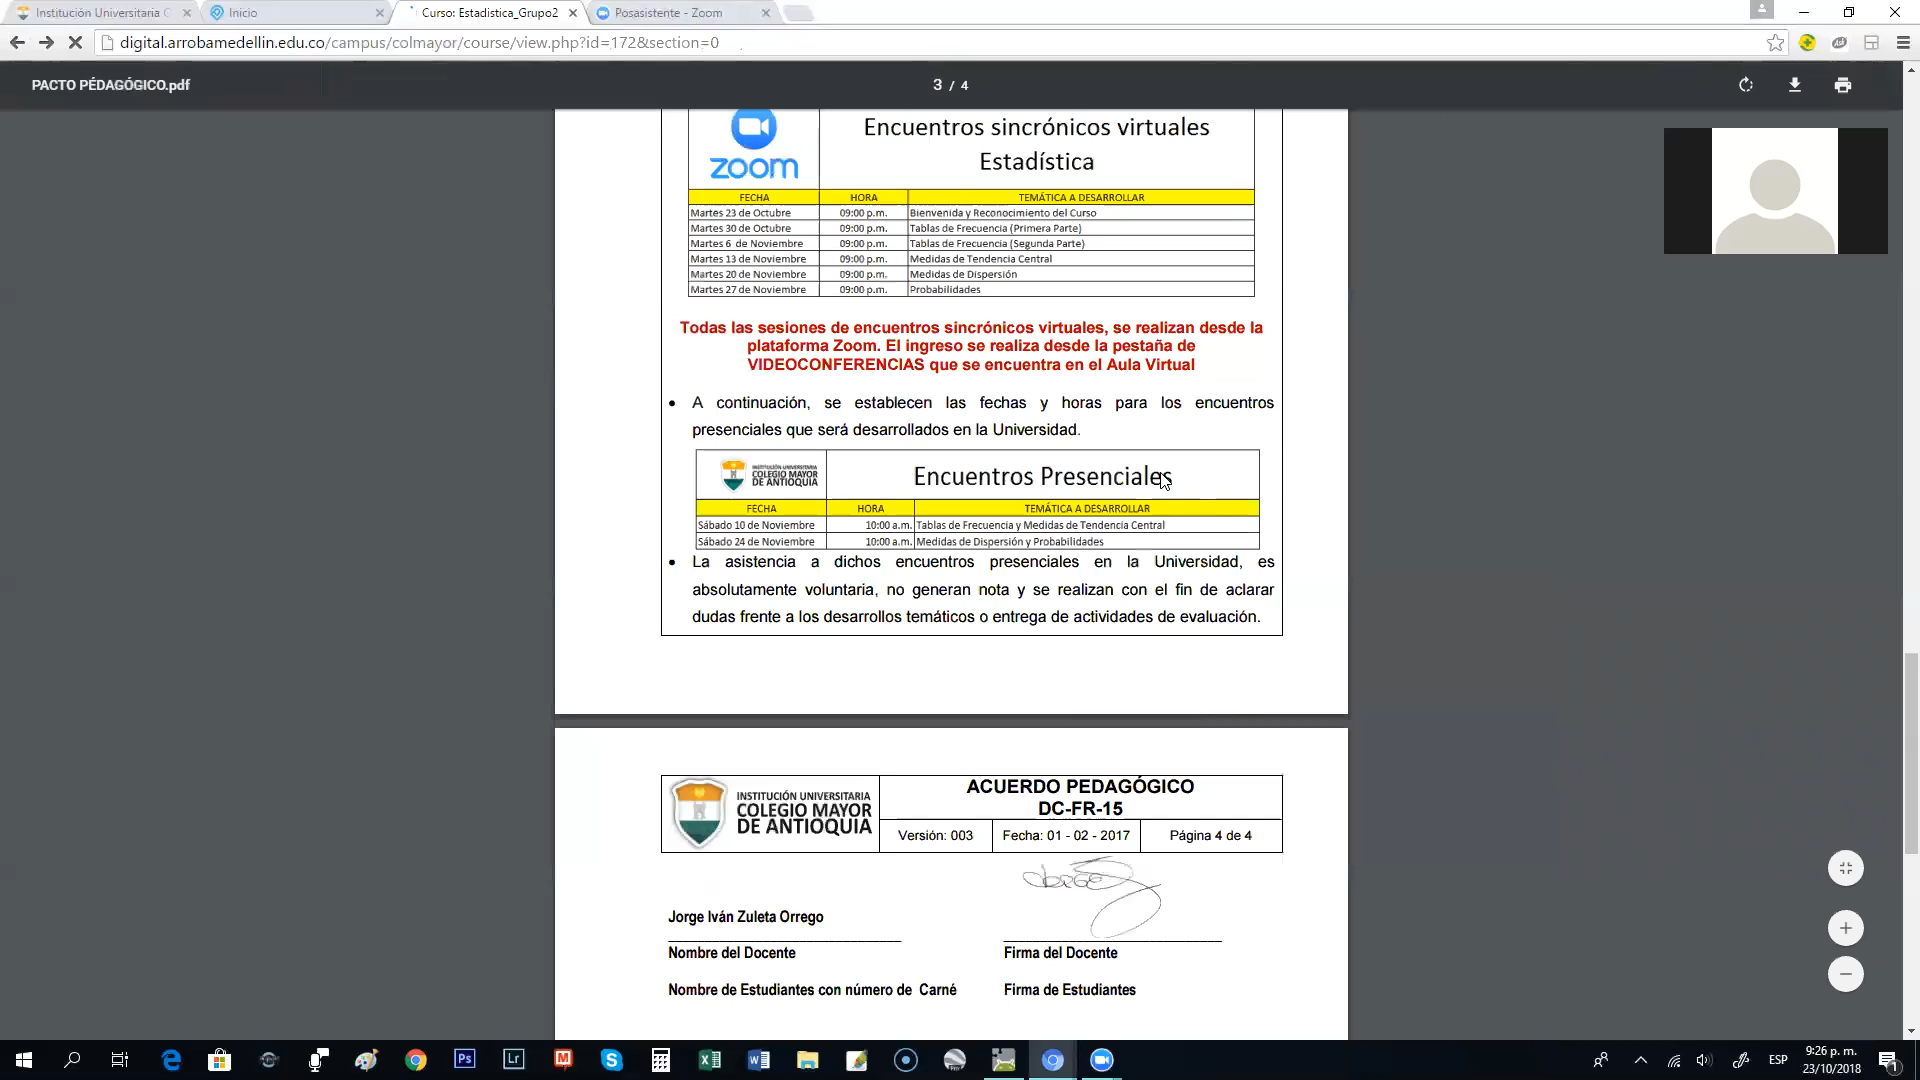 Institución Universitaria C
Inicio
Curso: Estadistica_Grupo2
Posasistente - Zoom
digital.arrobamedellin.edu.co/campus/colmayor/course/view.php?id=172&section=0
PACTO PÉDAGÓGICO.pdf
3 / 4
zoom
Encuentros sincrónicos virtuales
Estadística
FECHA HORA TEMÁTICA A DESARROLLAR
Martes 23 de Octubre 09:00 p.m. Bienvenida y Reconocimiento del Curso
Martes 30 de Octubre 09:00 p.m. Tablas de Frecuencia (Primera Parte)
Martes 6 de Noviembre 09:00 p.m. Tablas de Frecuencia (Segunda Parte)
Martes 13 de Noviembre 09:00 p.m. Medidas de Tendencia Central
Martes 20 de Noviembre 09:00 p.m. Medidas de Dispersión
Martes 27 de Noviembre 09:00 p.m. Probabilidades
Todas las sesiones de encuentros sincrónicos virtuales, se realizan desde la
plataforma Zoom. El ingreso se realiza desde la pestaña de
VIDEOCONFERENCIAS que se encuentra en el Aula Virtual
• A continuación, se establecen las fechas y horas para los encuentros
presenciales que será desarrollados en la Universidad.
INSTITUCIÓN UNIVERSITARIA
COLEGIO MAYOR
DE ANTIOQUIA
Encuentros Presenciales
FECHA HORA TEMÁTICA A DESARROLLAR
Sábado 10 de Noviembre 10:00 a.m. Tablas de Frecuencia y Medidas de Tendencia Central
Sábado 24 de Noviembre 10:00 a.m. Medidas de Dispersión y Probabilidades
• La asistencia a dichos encuentros presenciales en la Universidad, es
absolutamente voluntaria, no generan nota y se realizan con el fin de aclarar
dudas frente a los desarrollos temáticos o entrega de actividades de evaluación.
INSTITUCIÓN UNIVERSITARIA
COLEGIO MAYOR
DE ANTIOQUIA
ACUERDO PEDAGÓGICO
DC-FR-15
Versión: 003 Fecha: 01 - 02 - 2017 Página 4 de 4
Jorge Iván Zuleta Orrego
Nombre del Docente Firma del Docente
Nombre de Estudiantes con número de Carné Firma de Estudiantes
Ps
Lr
ESP
9:26 p. m.
23/10/2018
1